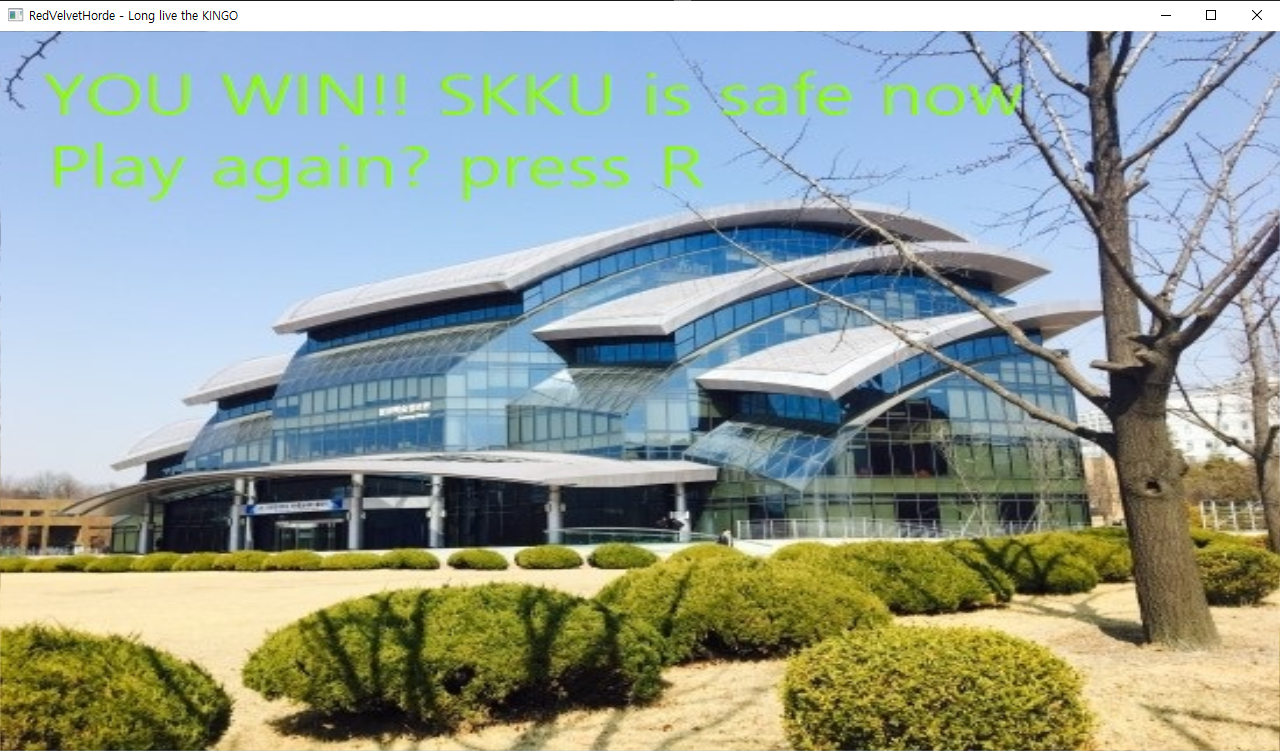 RedVelvetHorde - Long live the KINGO
YOU WIN!! SKKU is safe now
Play again? press R